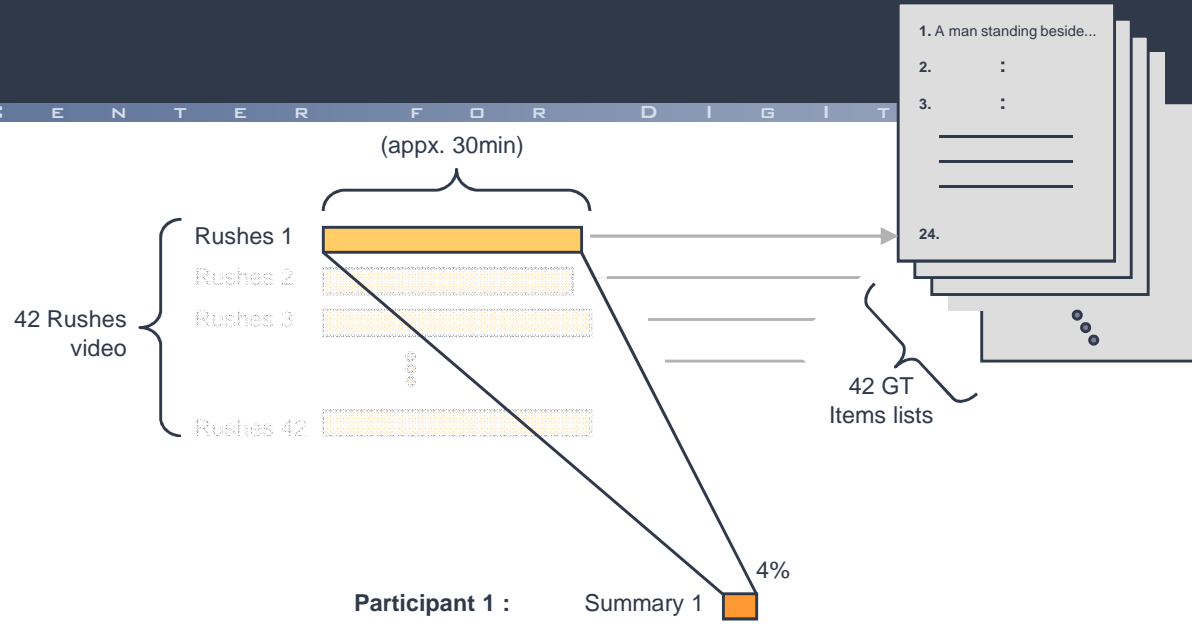 1. A man standing beside...
2. :
3. :
24.
C E N T E R F O R D I G I T
(appx. 30min)
Rushes 1
Rushes 2
Rushes 3
Rushes 42
42 Rushes
video
42 GT
Items lists
4%
Participant 1 : Summary 1